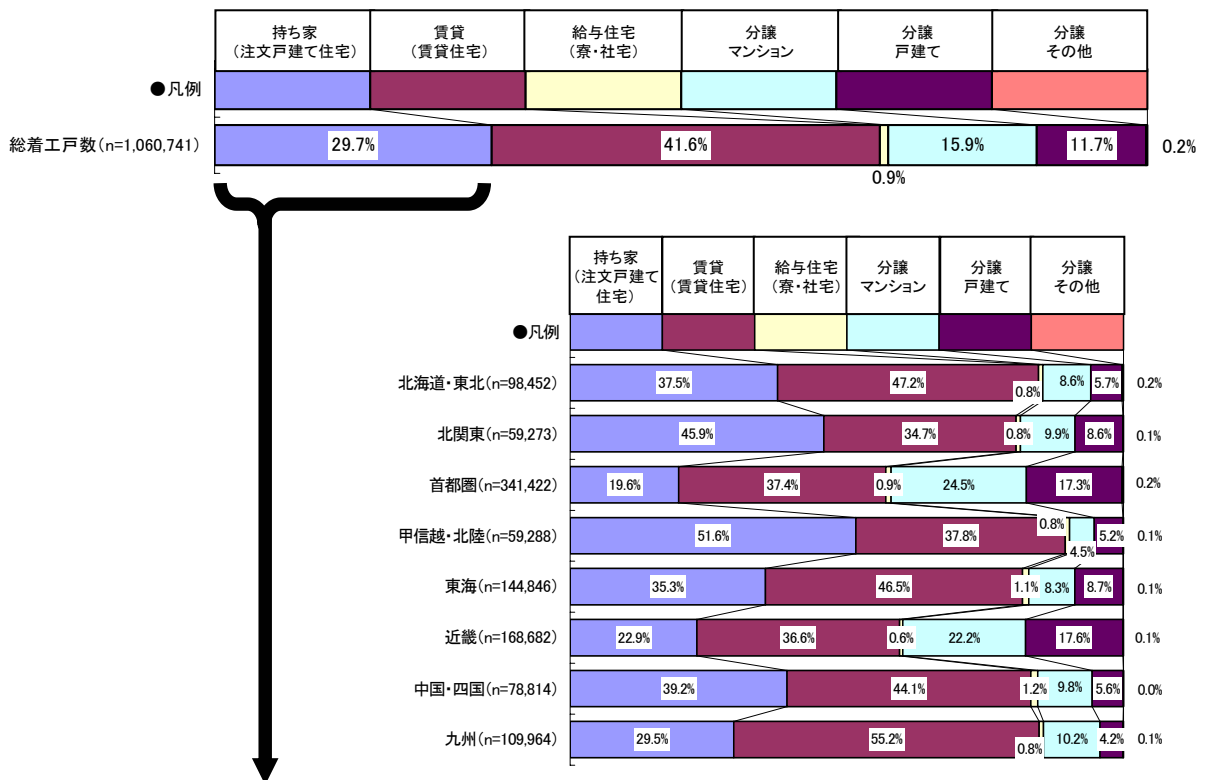 持ち家
(注文戸建て住宅)
賃貸
(賃貸住宅)
給与住宅
(寮・社宅)
分譲
マンション
分譲
戸建て
分譲
その他
●凡例
総着工戸数(n=1,060,741)
29.7%
41.6%
0.9%
15.9%
11.7%
0.2%
持ち家
(注文戸建て
住宅)
賃貸
(賃貸住宅)
給与住宅
(寮・社宅)
分譲
マンション
分譲
戸建て
分譲
その他
●凡例
北海道・東北(n=98,452)
37.5%
47.2%
0.8%
8.6%
5.7%
0.2%
北関東(n=59,273)
45.9%
34.7%
0.8%
9.9%
8.6%
0.1%
首都圏(n=341,422)
19.6%
37.4%
0.9%
24.5%
17.3%
0.2%
甲信越・北陸(n=59,288)
51.6%
37.8%
0.8%
4.5%
5.2%
0.1%
東海(n=144,846)
35.3%
46.5%
1.1%
8.3%
8.7%
0.1%
近畿(n=168,682)
22.9%
36.6%
0.6%
22.2%
17.6%
0.1%
中国・四国(n=78,814)
39.2%
44.1%
1.2%
9.8%
5.6%
0.0%
九州(n=109,964)
29.5%
55.2%
0.8%
10.2%
4.2%
0.1%